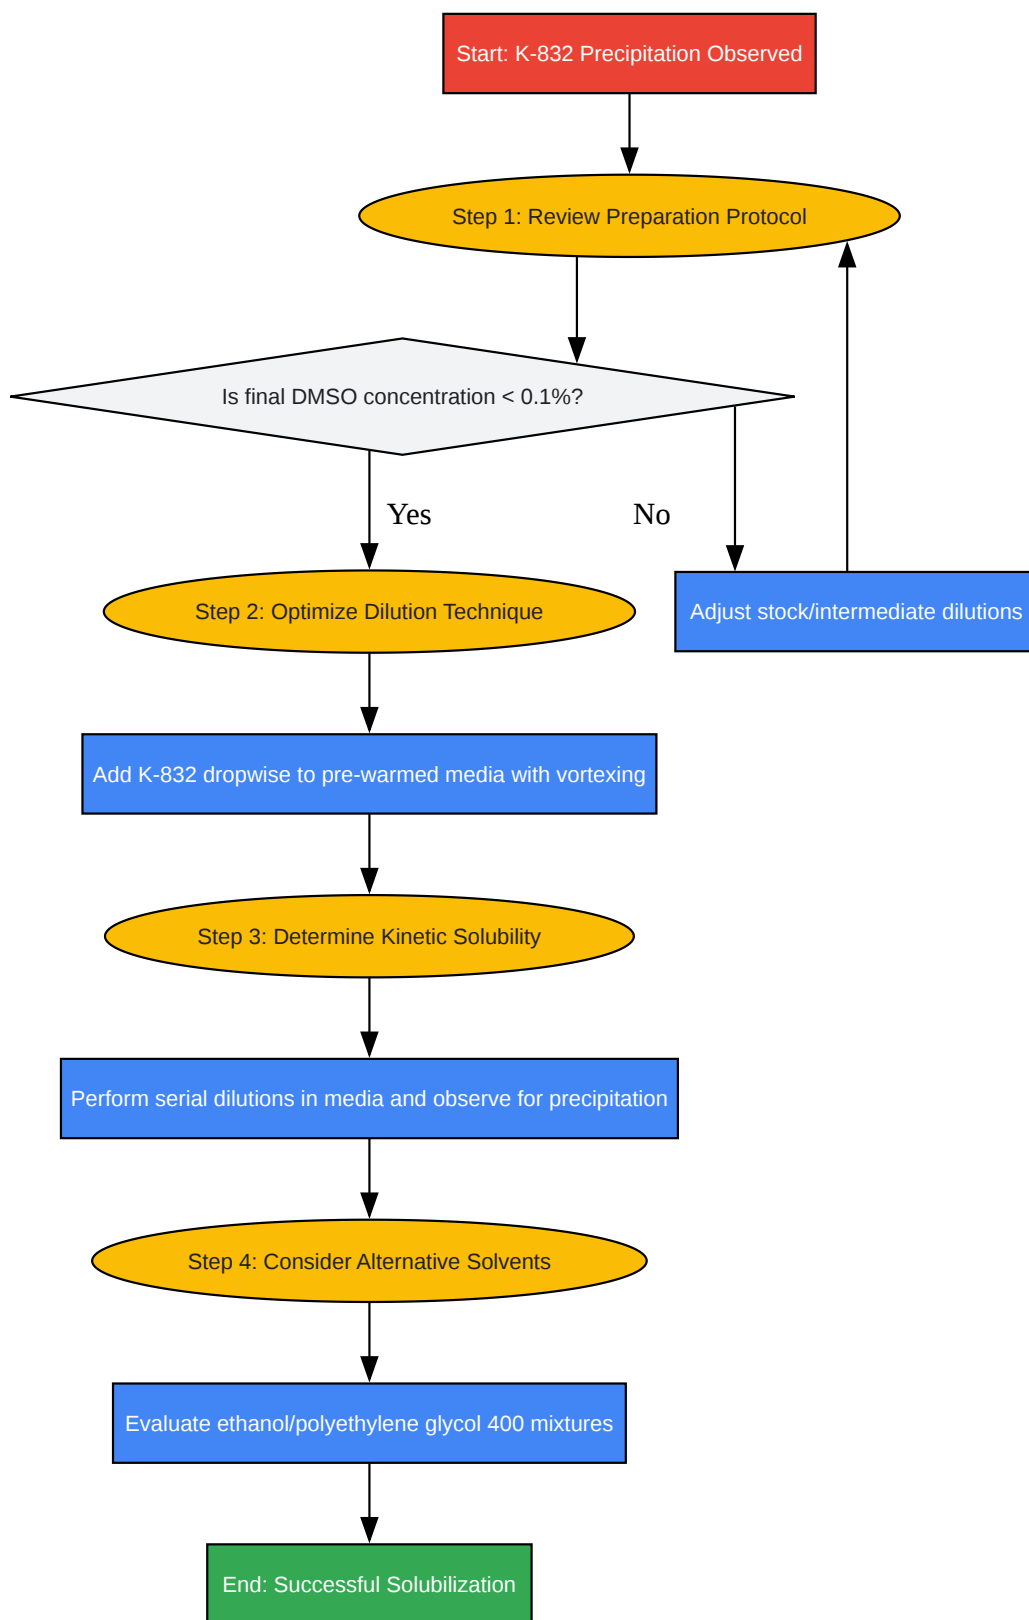 Start: K-832 Precipitation Observed
Step 1: Review Preparation Protocol
Is final DMSO concentration < 0.1%?
Yes
No
Step 2: Optimize Dilution Technique
Adjust stock/intermediate dilutions
Add K-832 dropwise to pre-warmed media with vortexing
Step 3: Determine Kinetic Solubility
Perform serial dilutions in media and observe for precipitation
Step 4: Consider Alternative Solvents
Evaluate ethanol/polyethylene glycol 400 mixtures
End: Successful Solubilization